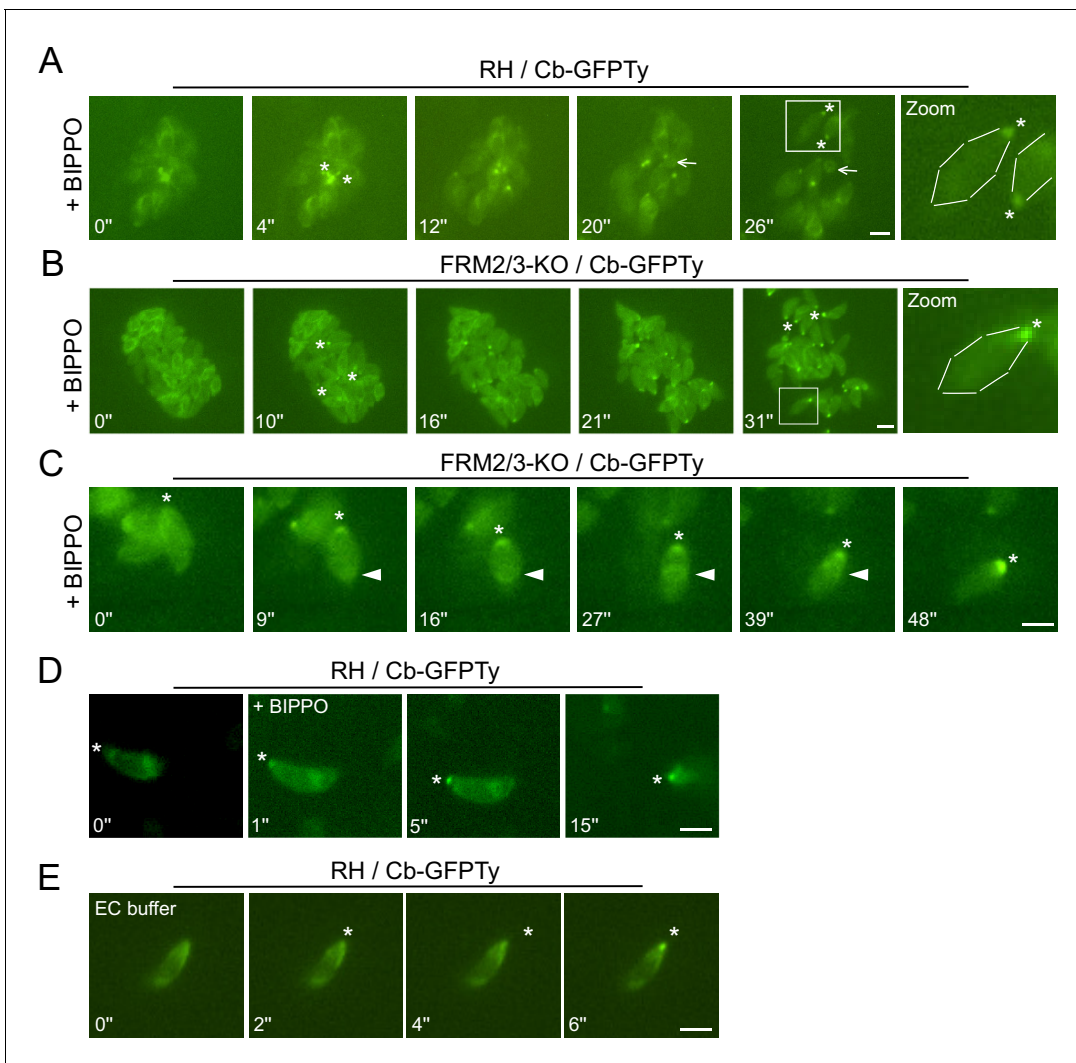 A
RH / Cb-GFPTy
+ BIPPO
0"
4"
*
*
12"
20"
26"
*
*
Zoom
*
*
B
FRM2/3-KO / Cb-GFPTy
+ BIPPO
0"
10"
*
*
*
16"
21"
31"
*
*
Zoom
*
C
FRM2/3-KO / Cb-GFPTy
+ BIPPO
0"
*
9"
*
16"
*
27"
*
39"
*
48"
*
D
RH / Cb-GFPTy
*
0"
+ BIPPO
*
1"
*
5"
*
15"
E
RH / Cb-GFPTy
EC buffer
0"
*
2"
*
4"
*
6"